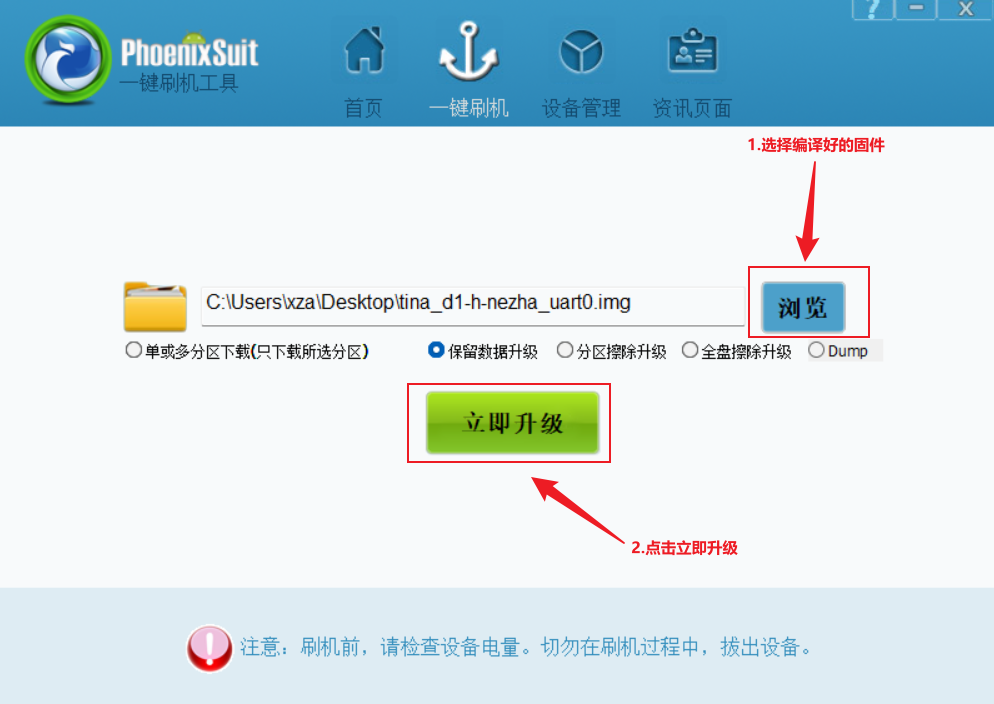 ? — X
PhoenixSuit
一键刷机工具
首页 一键刷机 设备管理 资讯页面
1.选择编译好的固件
C:\Users\xza\Desktop\tina_d1-h-nezha_uart0.img
浏览
单或多分区下载(只下载所选分区) 保留数据升级 分区擦除升级 全盘擦除升级 Dump
立即升级
2.点击立即升级
注意：刷机前，请检查设备电量。切勿在刷机过程中，拔出设备。